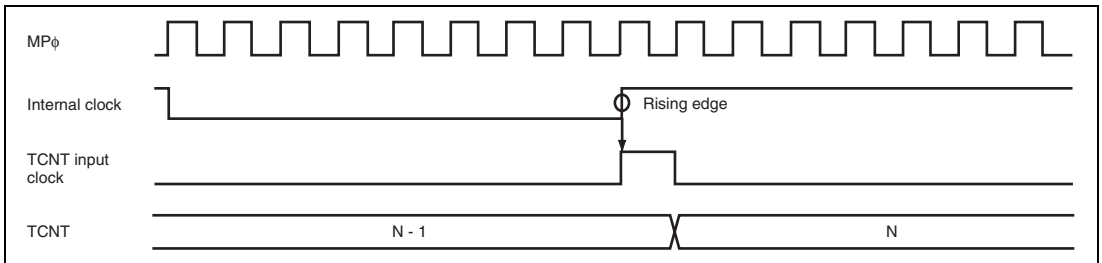 MPφ
Internal clock
Rising edge
TCNT input
clock
TCNT
N - 1
N